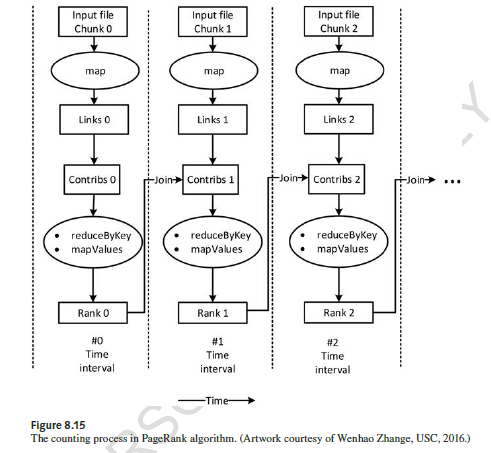 Input file
Chunk 0
map
Links 0
Contribs 0
• reduceByKey
• mapValues
Rank 0
#0
Time
interval
Join
Input file
Chunk 1
map
Links 1
Contribs 1
• reduceByKey
• mapValues
Rank 1
#1
Time
interval
Join
Input file
Chunk 2
map
Links 2
Contribs 2
• reduceByKey
• mapValues
Rank 2
#2
Time
interval
Join
...
Time
Figure 8.15
The counting process in PageRank algorithm. (Artwork courtesy of Wenhao Zhange, USC, 2016.)